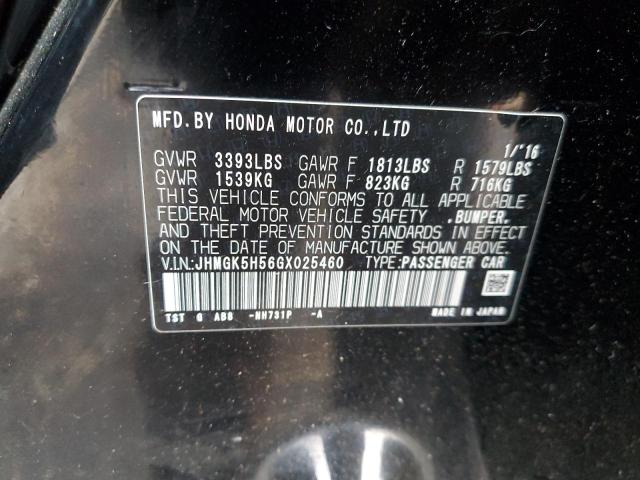 MFD.BY HONDA MOTOR CO.,LTD
1/'16
GVWR 3393LBS GAWR F 1813LBS R 1579LBS
GVWR 1539KG GAWR F 823KG R 716KG
THIS VEHICLE CONFORMS TO ALL APPLICABLE
FEDERAL MOTOR VEHICLE SAFETY ,BUMPER,
AND THEFT PREVENTION STANDARDS IN EFFECT
ON THE DATE OF MANUFACTURE SHOWN ABOVE.
V.I.N:JHMGK5H56GX025460 TYPE:PASSENGER CAR
TST G AB8 -NH731P -A MADE IN JAPAN